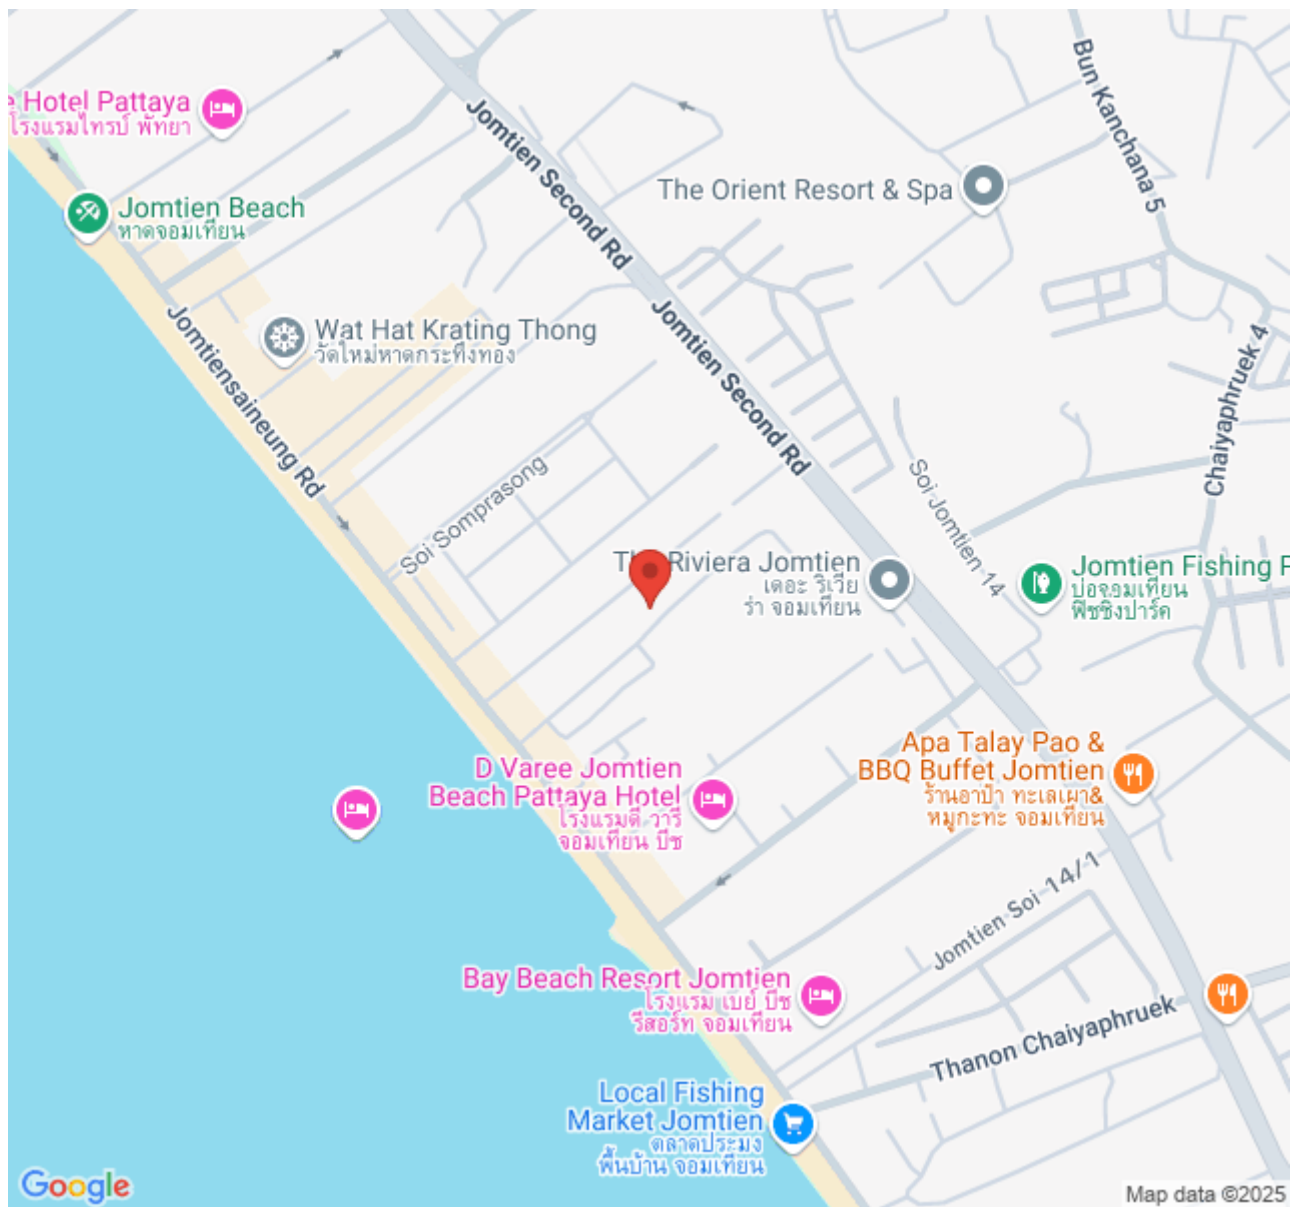 e Hotel Pattaya
โรงแรมไทรป์ พัทยา
Jomtien Beach
หาดจอมเทียน
Wat Hat Krating Thong
วัดใหม่หาดกระทิงทอง
Jomtiensaineung Rd
Jomtien Second Rd
Jomtien Second Rd
The Orient Resort & Spa
Bun Kanchana 5
Chaiyaphruek 4
Soi Somprasong
Soi Jomtien 14
Riviera Jomtien
เดอะ ริเวีย
ร่า จอมเทียน
Jomtien Fishing P
บ่อจอมเทียน
ฟิชชิงปาร์ค
D Varee Jomtien
Beach Pattaya Hotel
โรงแรมดี วารี
จอมเทียน บีช
Apa Talay Pao &
BBQ Buffet Jomtien
ร้านอาป๋า ทะเลเผา&
หมูกะทะ จอมเทียน
Jomtien Soi 14/1
Bay Beach Resort Jomtien
โรงแรม เบย์ บีช
รีสอร์ท จอมเทียน
Thanon Chaiyaphruek
Local Fishing
Market Jomtien
ตลาดประมง
พื้นบ้าน จอมเทียน
Google
Map data ©2025